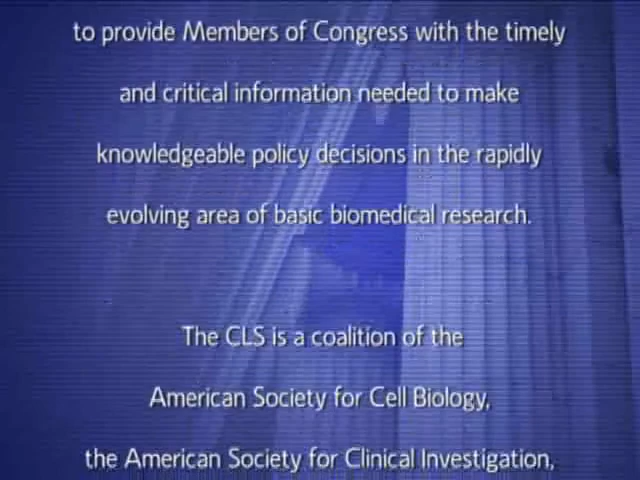 to provide Members of Congress with the timely
and critical information needed to make
knowledgeable policy decisions in the rapidly
evolving area of basic biomedical research.
The CLS is a coalition of the
American Society for Cell Biology,
the American Society for Clinical Investigation,